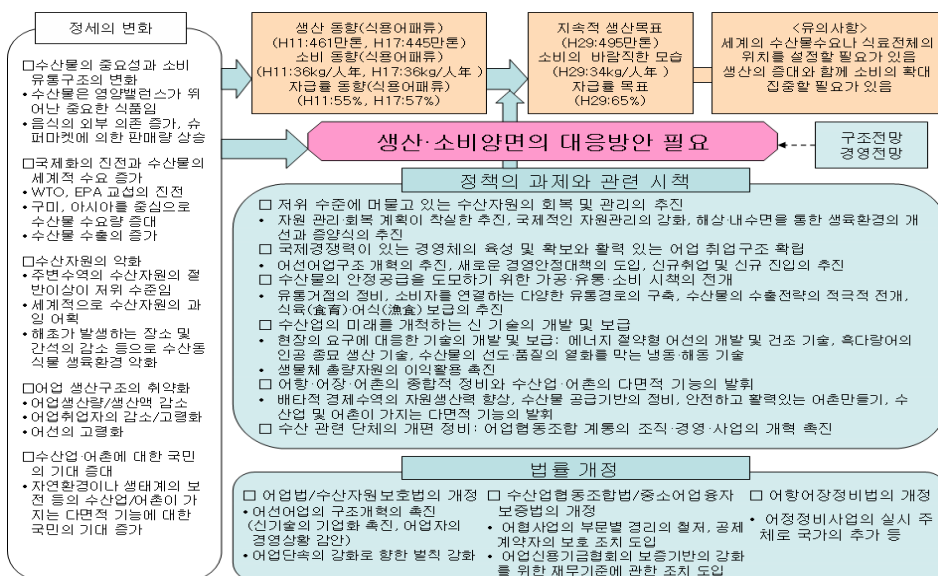 정세의 변화
□수산물의 중요성과 소비
유통구조의 변화
• 수산물은 영양밸런스가 뛰
어난 중요한 식품임
• 음식의 외부 의존 증가, 슈
퍼마켓에 의한 판매량 상승
□국제화의 진전과 수산물의
세계적 수요 증가
• WTO, EPA 교섭의 진전
• 구미, 아시아를 중심으로
수산물 수요량 증대
• 수산물 수출의 증가
□수산자원의 악화
• 주변수역의 수산자원의 절
반이상이 저위 수준임
• 세계적으로 수산자원의 과
잉 어획
• 해초가 발생하는 장소 및
간석의 감소 등으로 수산동
식물 생육환경 악화
□어업 생산구조의 취약화
• 어업생산량/생산액 감소
• 어업취업자의 감소/고령화
• 어선의 고령화
□수산업·어촌에 대한 국민
의 기대 증대
• 자연환경이나 생태계의 보
전 등의 수산업/어촌이 가
지는 다면적 기능에 대한
국민의 기대 증가
생산 동향(식용어패류)
(H11:461만톤, H17:445만톤)
소비 동향(식용어패류)
(H11:36kg/人年, H17:36kg/人年 )
자급률 동향(식용어패류)
(H11:55%, H17:57%)
지속적 생산목표
(H29:495만톤)
소비의 바람직한 모습
(H29:34kg/人年)
자급률 목표
(H29:65%)
<유의사항>
세계의 수산물수요나 식료전체의
위치를 설정할 필요가 있음
생산의 증대와 함께 소비의 확대
집중할 필요가 있음
생산·소비양면의 대응방안 필요
구조전망
경영전망
정책의 과제와 관련 시책
□ 저위 수준에 머물고 있는 수산자원의 회복 및 관리의 추진
• 자원 관리·회복 계획이 착실한 추진, 국제적인 자원관리의 강화, 해상·내수면을 통한 생육환경의 개
선과 증양식의 추진
□ 국제경쟁력이 있는 경영체의 육성 및 확보와 활력 있는 어업 취업구조 확립
• 어선어업구조 개혁의 추진, 새로운 경영안정대책의 도입, 신규취업 및 신규 진입의 추진
□ 수산물의 안정공급을 도모하기 위한 가공·유통·소비 시책의 전개
• 유통거점의 정비, 소비자를 연결하는 다양한 유통경로의 구축, 수산물의 수출전략의 적극적 전개,
식육(食育)·어식(漁食) 보급의 추진
□ 수산업의 미래를 개척하는 신 기술의 개발 및 보급
• 현장의 요구에 대응한 기술의 개발 및 보급: 에너지 절약형 어선의 개발 및 건조 기술, 흑다랑어의
인공 종묘 생산 기술, 수산물의 선도·품질의 열화를 막는 냉동·해동 기술
• 생물체 총량자원의 이익활용 촉진
□ 어항·어장·어촌의 종합적 정비와 수산업·어촌의 다면적 기능의 발휘
• 배타적 경제수역의 자원생산력 향상, 수산물 공급기반의 정비, 안전하고 활력있는 어촌만들기, 수
산업 및 어촌이 가지는 다면적 기능의 발휘
□ 수산 관련 단체의 개편 정비: 어업협동조합 계통의 조직·경영·사업의 개혁 촉진
법률 개정
□ 어업법/수산자원보호법의 개정
• 어선어업의 구조개혁의 촉진
(신기술의 기업화 촉진, 어업자의
경영상황 감안)
• 어업단속의 강화로 향한 벌칙 강화
□ 수산업협동조합법/중소어업융자
보증법의 개정
• 어협사업의 부문별 경리의 철저, 공제
계약자의 보호 조치 도입
• 어업신용기금협회의 보증기반의 강화
를 위한 재무기준에 관한 조치 도입
□ 어항어장정비법의 개정
• 어정정비사업의 실시 주
체로 국가의 추가 등